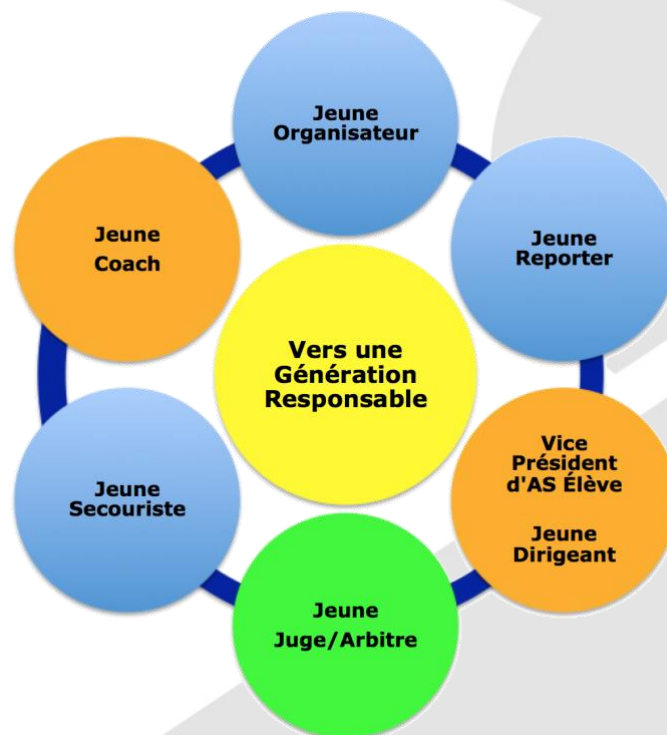 Jeune
Organisateur
Jeune
Reporter
Jeune
Coach
Vers une
Génération
Responsable
Vice
Président
d'AS Élève
Jeune
Dirigeant
Jeune
Secouriste
Jeune
Juge/Arbitre